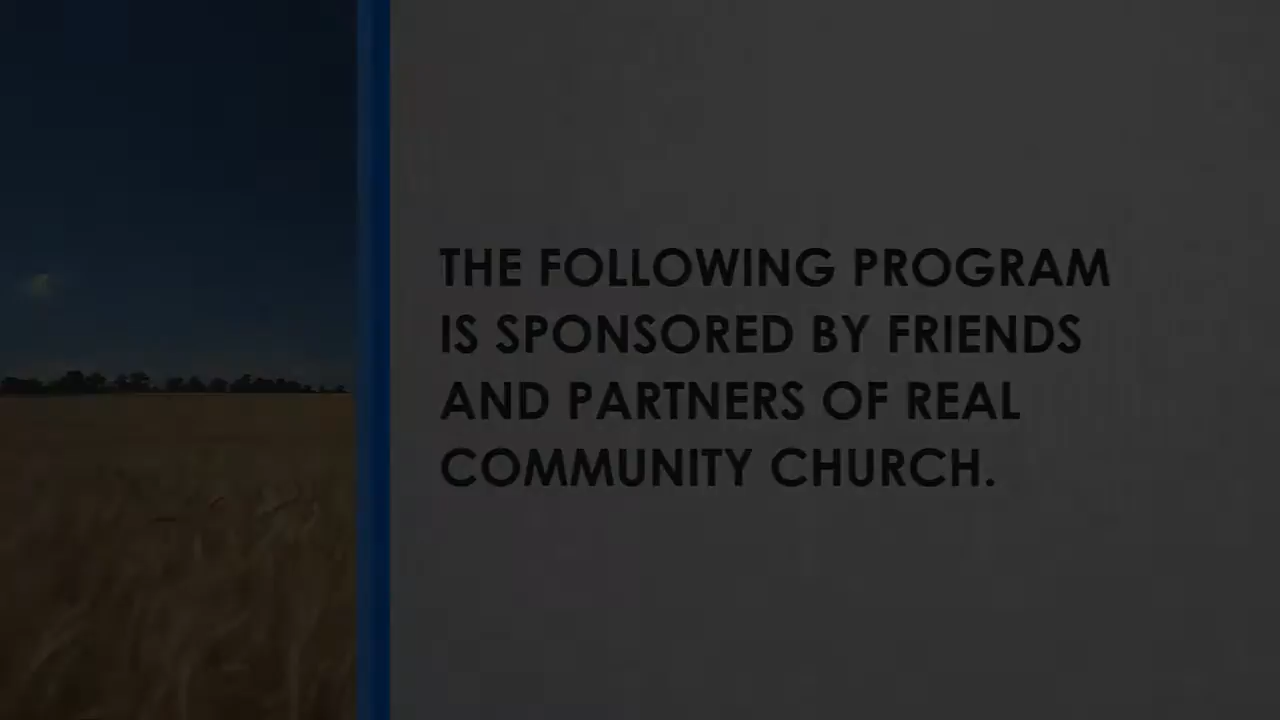 THE FOLLOWING PROGRAM
IS SPONSORED BY FRIENDS
AND PARTNERS OF REAL
COMMUNITY CHURCH.